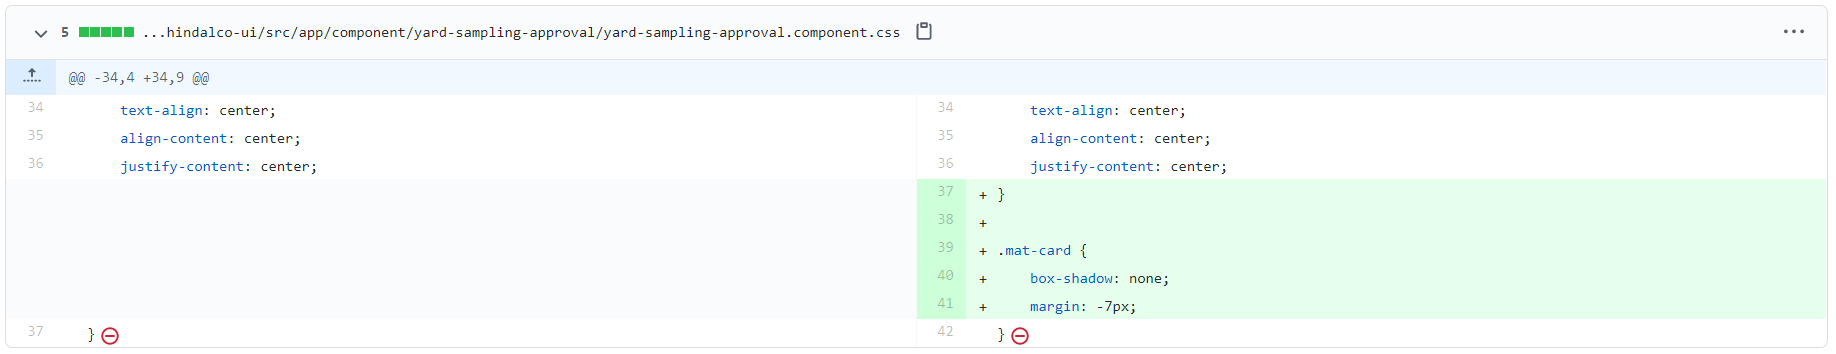 5 ...hindalco-ui/src/app/component/yard-sampling-approval/yard-sampling-approval.component.css
@@ -34,4 +34,9 @@
34 text-align: center;
35 align-content: center;
36 justify-content: center;
37 }
34 text-align: center;
35 align-content: center;
36 justify-content: center;
37 + }
38 +
39 + .mat-card {
40 + box-shadow: none;
41 + margin: -7px;
42 }